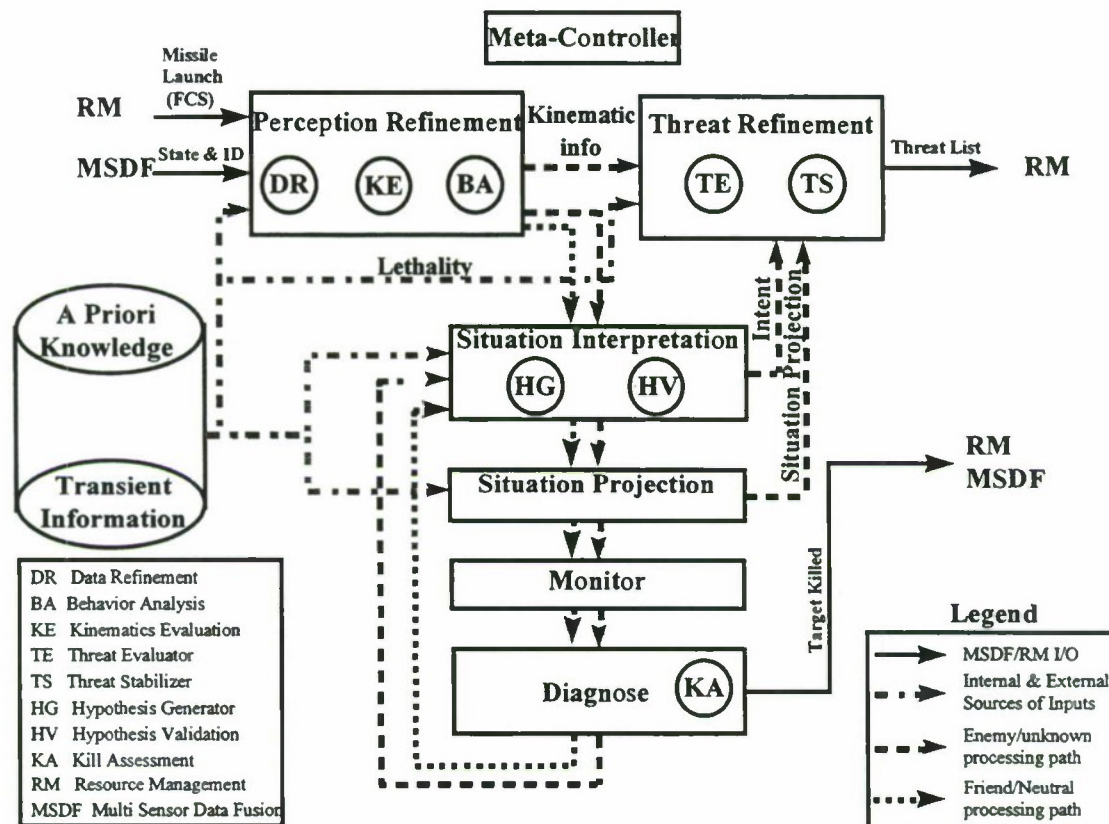 Meta-Controller
Missile
Launch
(FCS)
RM
Perception Refinement
Kinematic
info
Threat Refinement
State & ID
MSDF
DR
KE
BA
TE
TS
Threat List
RM
Lethality
A Priori
Knowledge
Intent
Situation Projection
Situation Interpretation
HG
HV
RM
MSDF
Transient
Information
Situation Projection
Target Killed
Monitor
Diagnose
KA
DR Data Refinement
BA Behavior Analysis
KE Kinematics Evaluation
TE Threat Evaluator
TS Threat Stabilizer
HG Hypothesis Generator
HV Hypothesis Validation
KA Kill Assessment
RM Resource Management
MSDF Multi Sensor Data Fusion
Legend
MSDF/RM I/O
Internal & External
Sources of Inputs
Enemy/unknown
processing path
Friend/Neutral
processing path